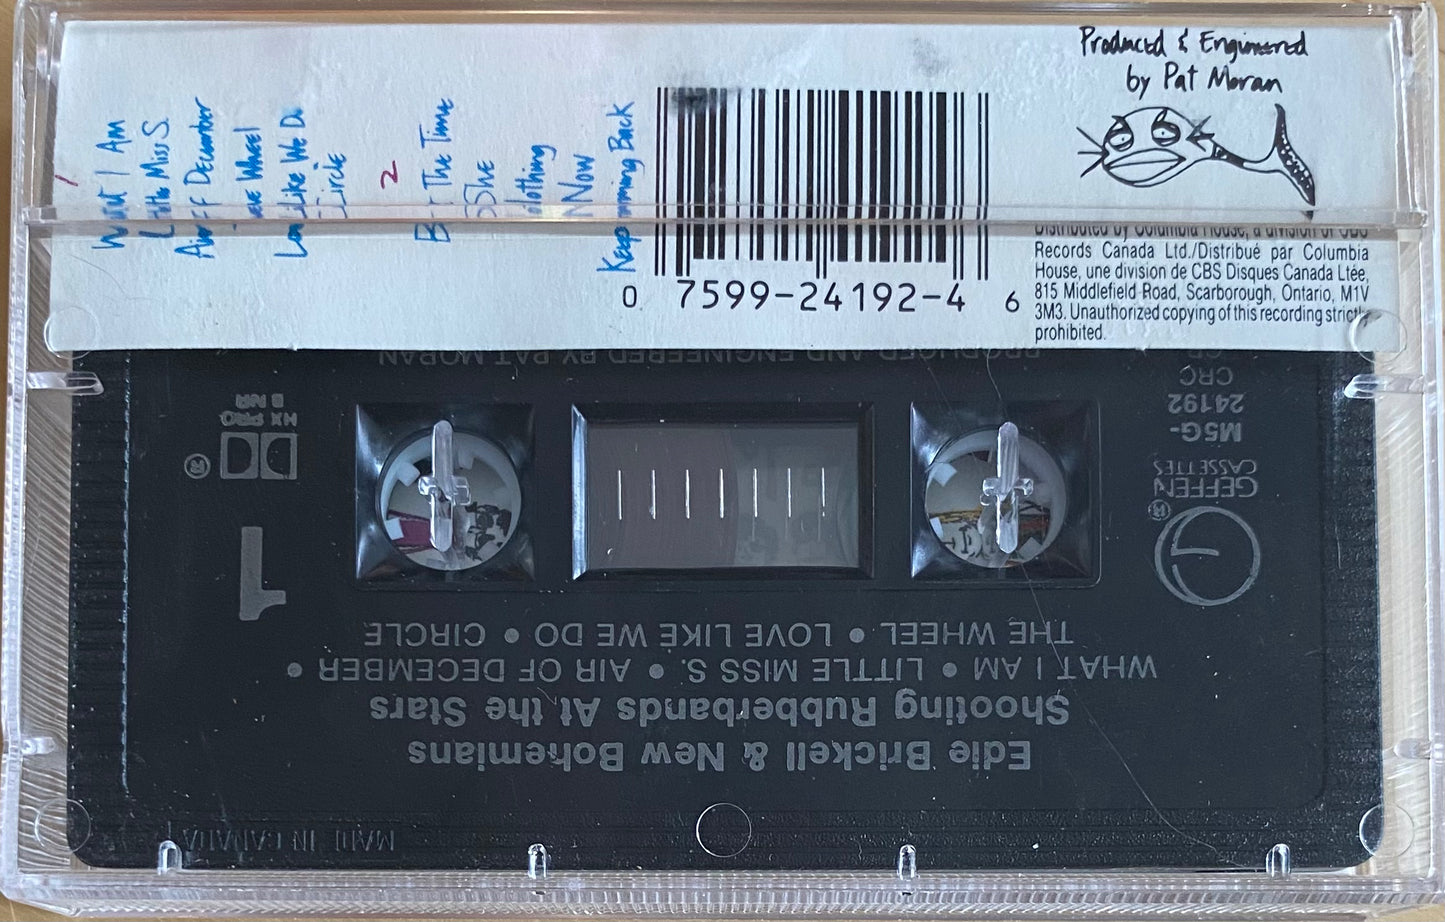 Produced & Engineered
by Pat Moran
1
What I Am
Little Miss S.
Air of December
Wheel
Love Like We Do
Circle
2
Beat The Time
She
Now
Keep Coming Back
0 7599-24192-4 6
Distributed by Columbia House, a division of CBS
Records Canada Ltd./Distribué par Columbia
House, une division de CBS Disques Canada Ltée,
815 Middlefield Road, Scarborough, Ontario, M1V
3M3. Unauthorized copying of this recording strictly
prohibited.
MADE IN CANADA
Edie Brickell & New Bohemians
Shooting Rubberbands At the Stars
WHAT I AM • LITTLE MISS S. • AIR OF DECEMBER •
THE WHEEL • LOVE LIKE WE DO • CIRCLE
1
®
GEFFEN
CASSETTES
M5G-
24192
CRC
®
HX PRO
B NR
PRODUCED AND ENGINEERED BY PAT MORAN